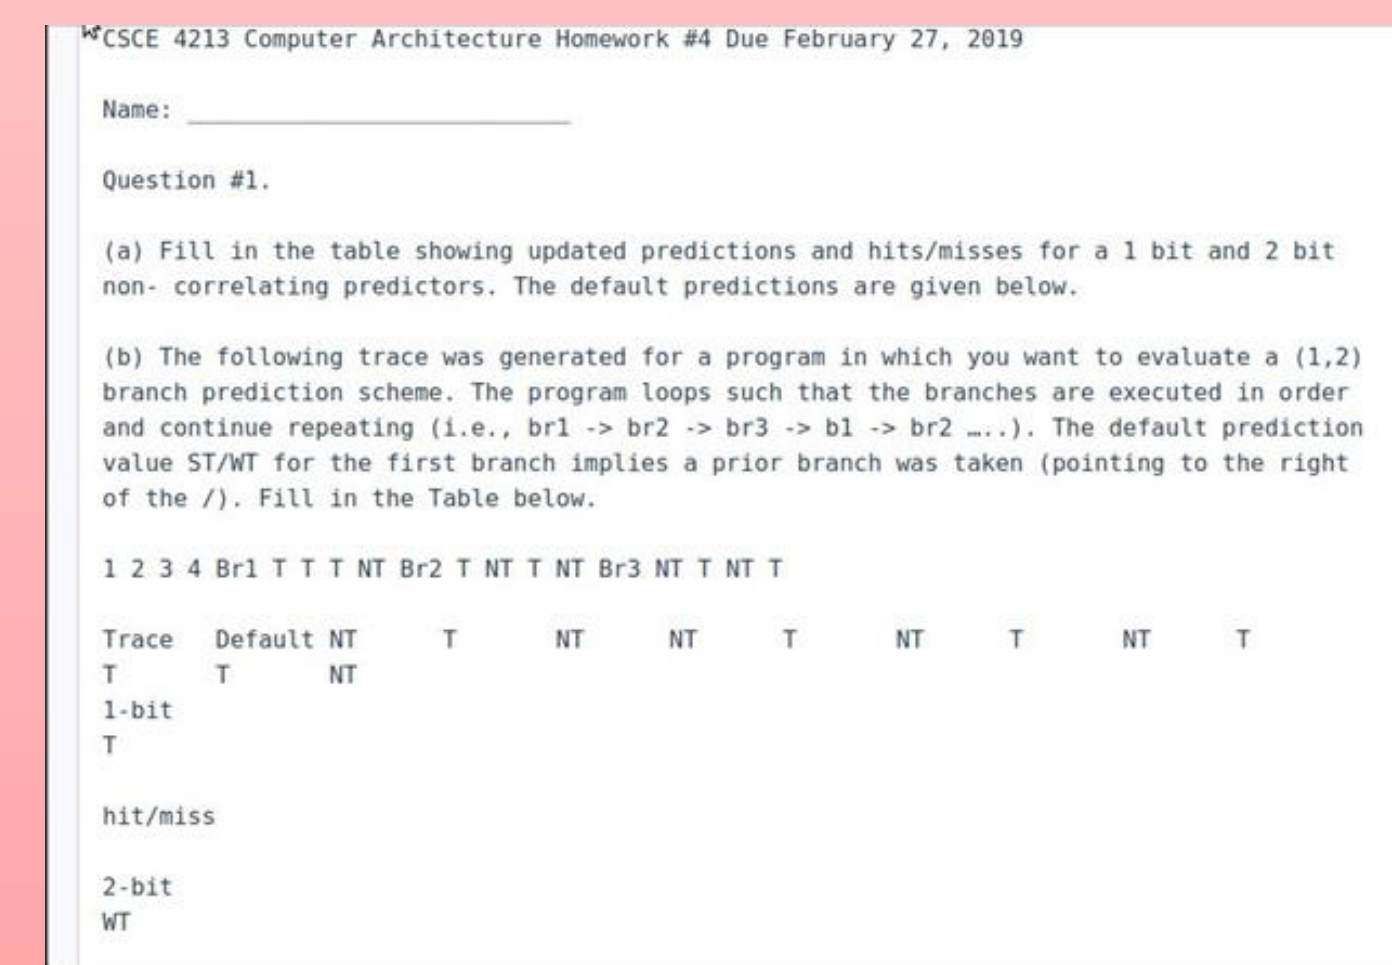 CSCE 4213 Computer Architecture Homework #4 Due February 27, 2019
Name: ___________________________
Question #1.
(a) Fill in the table showing updated predictions and hits/misses for a 1 bit and 2 bit
non- correlating predictors. The default predictions are given below.
(b) The following trace was generated for a program in which you want to evaluate a (1,2)
branch prediction scheme. The program loops such that the branches are executed in order
and continue repeating (i.e., br1 -> br2 -> br3 -> b1 -> br2 …..). The default prediction
value ST/WT for the first branch implies a prior branch was taken (pointing to the right
of the /). Fill in the Table below.
1 2 3 4 Br1 T T T NT Br2 T NT T NT Br3 NT T NT T
Trace Default NT T NT NT T NT T NT T
T T NT
1-bit
T
hit/miss
2-bit
WT